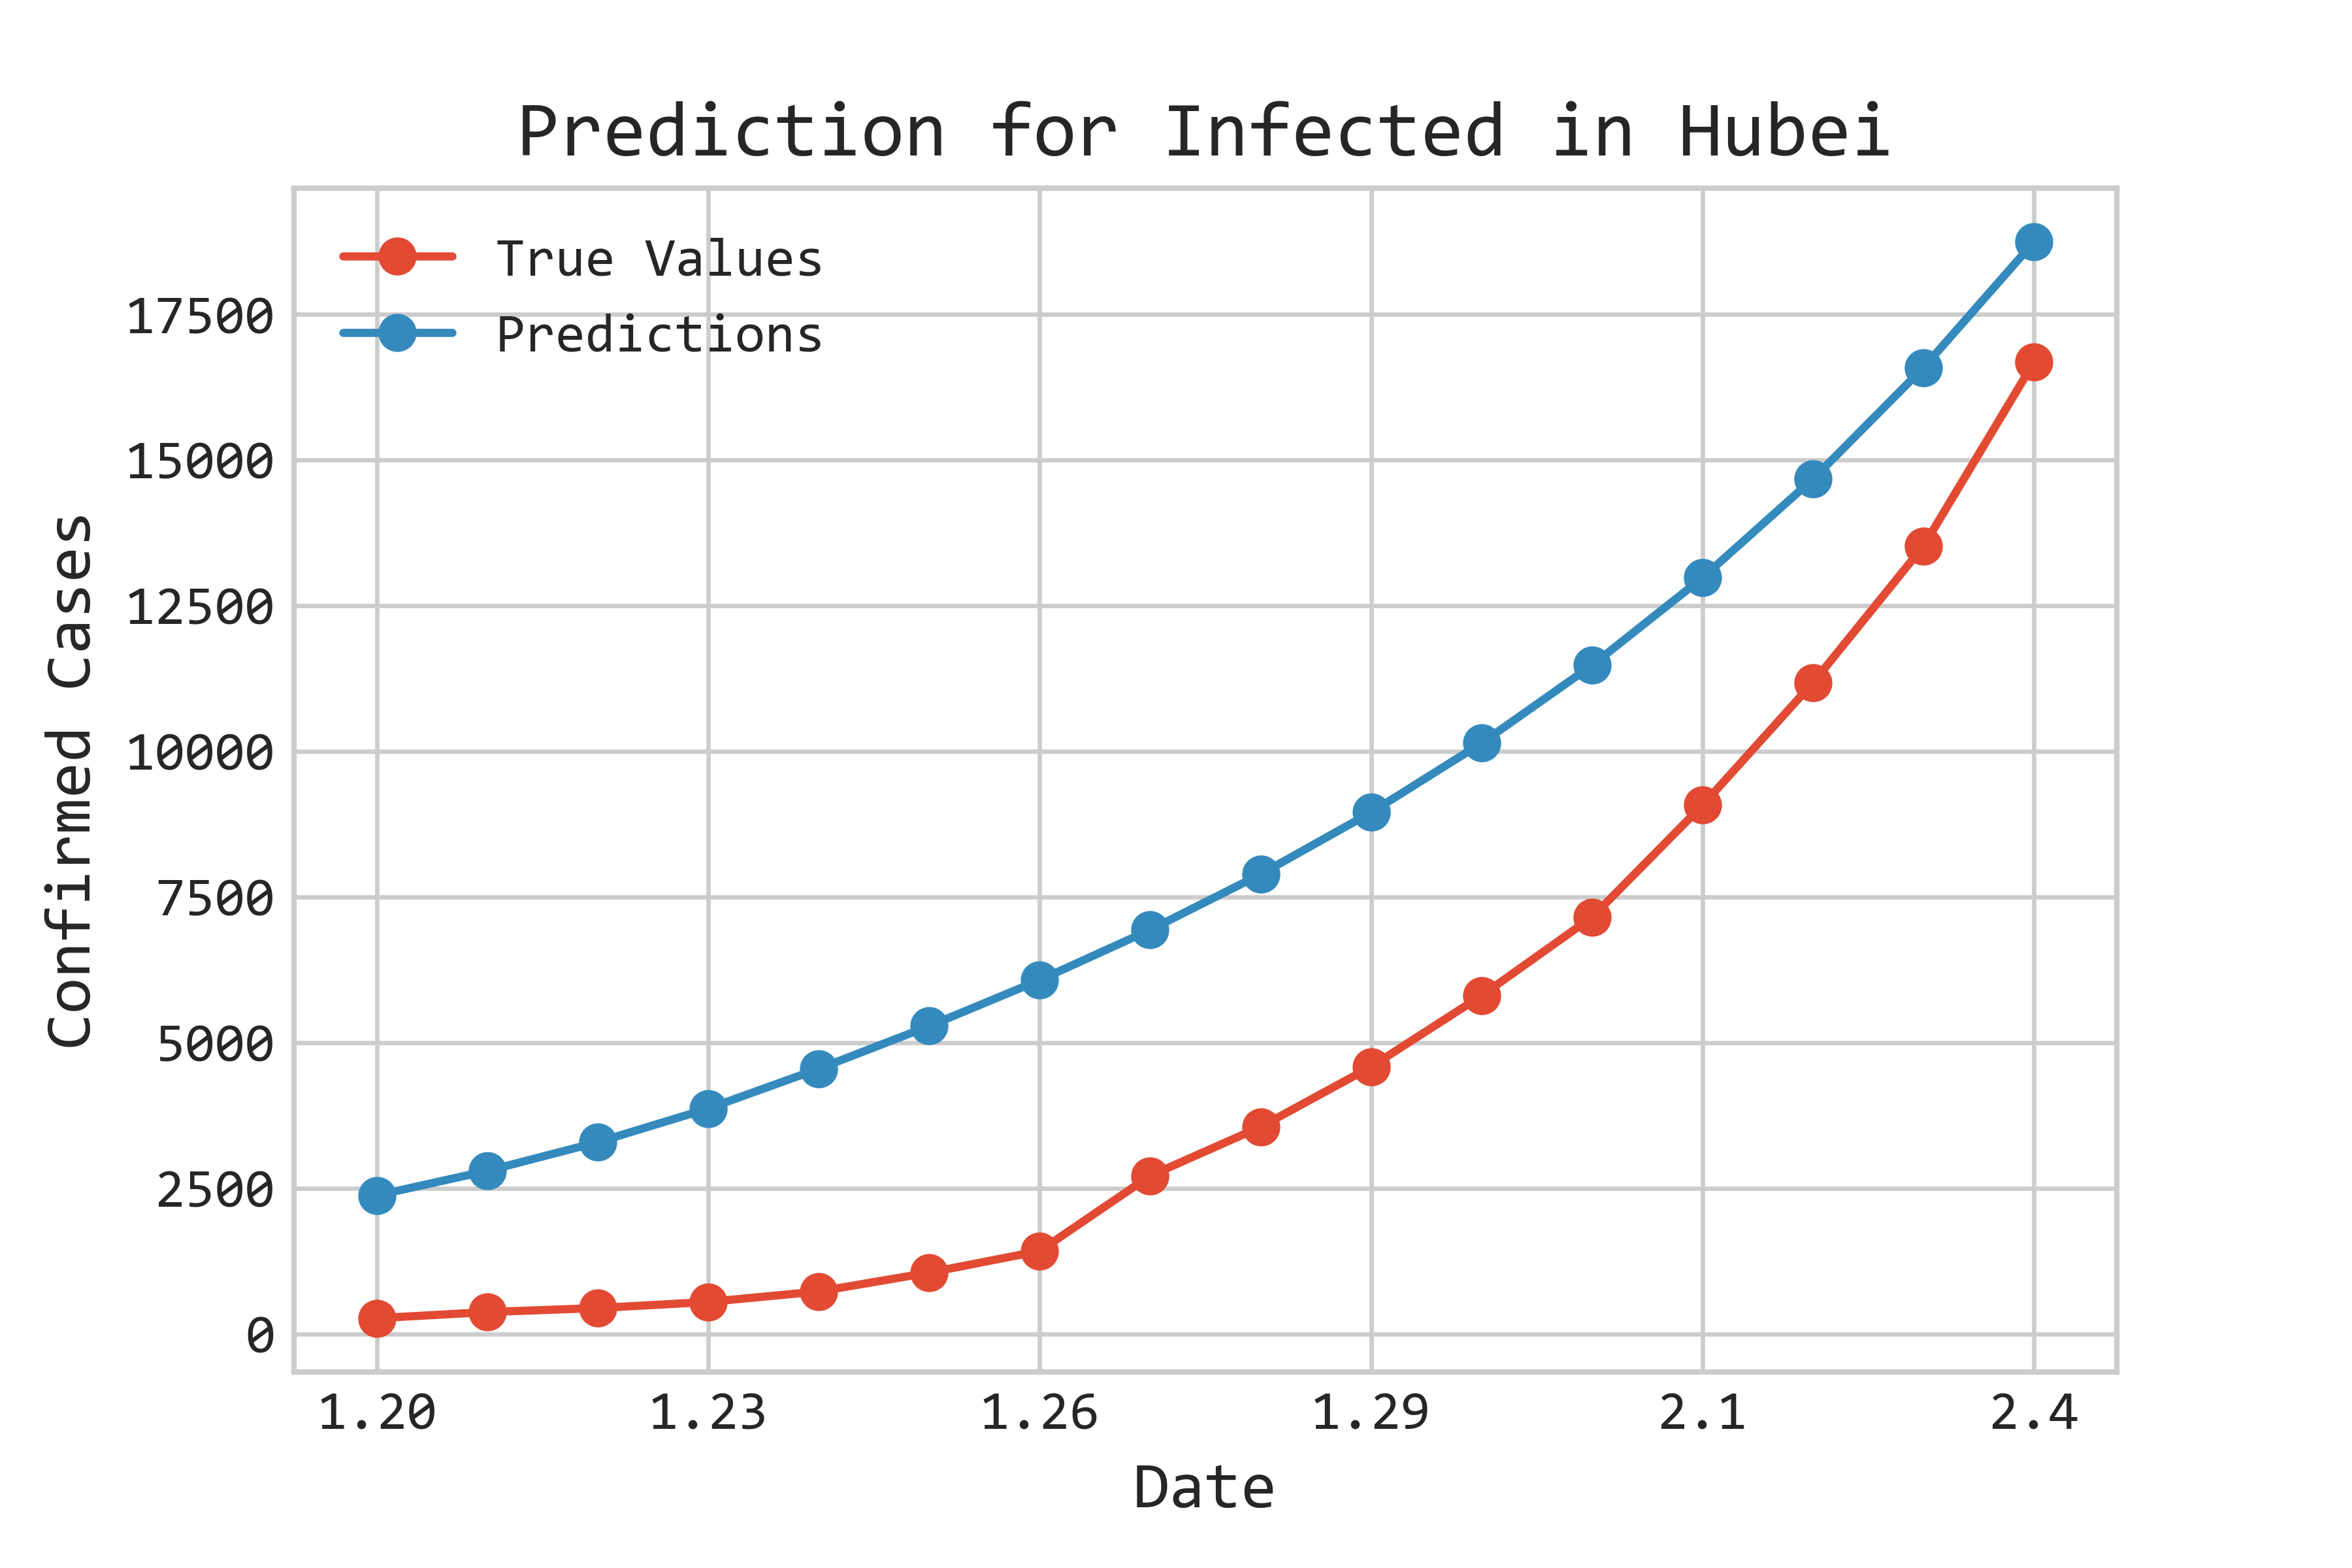 Prediction for Infected in Hubei
True Values
Predictions
17500
15000
12500
10000
7500
5000
2500
0
Confirmed Cases
1.20 1.23 1.26 1.29 2.1 2.4
Date